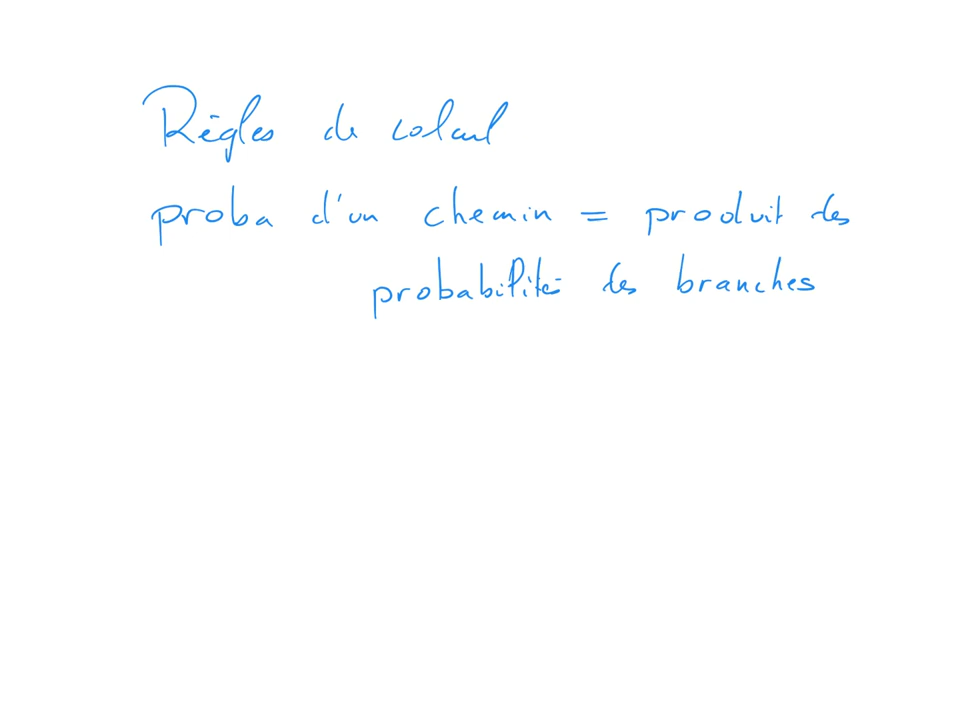 Règles de calcul
proba d'un chemin = produit des
probabilités des branches